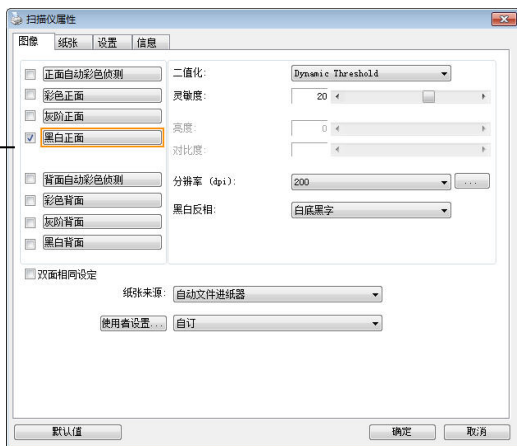 扫描仪属性
图像 纸张 设置 信息
正面自动彩色侦测 二值化: Dynamic Threshold
彩色正面 灵敏度: 20
灰阶正面
亮度: 0
黑白正面
对比度:
背面自动彩色侦测 分辨率 (dpi): 200 ...
彩色背面
黑白反相: 白底黑字
灰阶背面
黑白背面
双面相同设定
纸张来源: 自动文件进纸器
使用者设置... 自订
默认值 确定 取消